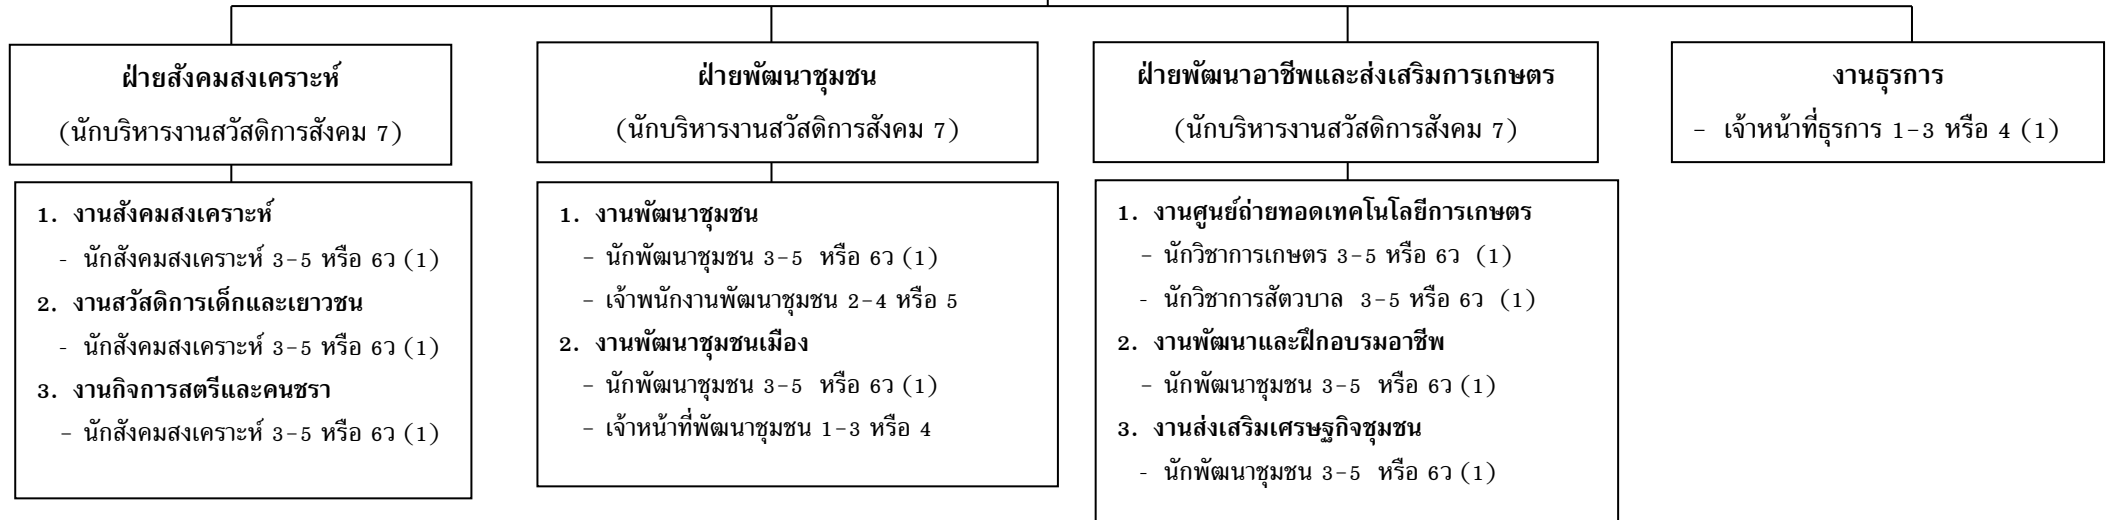 ฝ่ายสังคมสงเคราะห์
(นักบริหารงานสวัสดิการสังคม 7)
1. งานสังคมสงเคราะห์
- นักสังคมสงเคราะห์ 3-5 หรือ 6ว (1)
2. งานสวัสดิการเด็กและเยาวชน
- นักสังคมสงเคราะห์ 3-5 หรือ 6ว (1)
3. งานกิจการสตรีและคนชรา
- นักสังคมสงเคราะห์ 3-5 หรือ 6ว (1)
ฝ่ายพัฒนาชุมชน
(นักบริหารงานสวัสดิการสังคม 7)
1. งานพัฒนาชุมชน
- นักพัฒนาชุมชน 3-5 หรือ 6ว (1)
- เจ้าพนักงานพัฒนาชุมชน 2-4 หรือ 5
2. งานพัฒนาชุมชนเมือง
- นักพัฒนาชุมชน 3-5 หรือ 6ว (1)
- เจ้าหน้าที่พัฒนาชุมชน 1-3 หรือ 4
ฝ่ายพัฒนาอาชีพและส่งเสริมการเกษตร
(นักบริหารงานสวัสดิการสังคม 7)
1. งานศูนย์ถ่ายทอดเทคโนโลยีการเกษตร
- นักวิชาการเกษตร 3-5 หรือ 6ว (1)
- นักวิชาการสัตวบาล 3-5 หรือ 6ว (1)
2. งานพัฒนาและฝึกอบรมอาชีพ
- นักพัฒนาชุมชน 3-5 หรือ 6ว (1)
3. งานส่งเสริมเศรษฐกิจชุมชน
- นักพัฒนาชุมชน 3-5 หรือ 6ว (1)
งานธุรการ
- เจ้าหน้าที่ธุรการ 1-3 หรือ 4 (1)